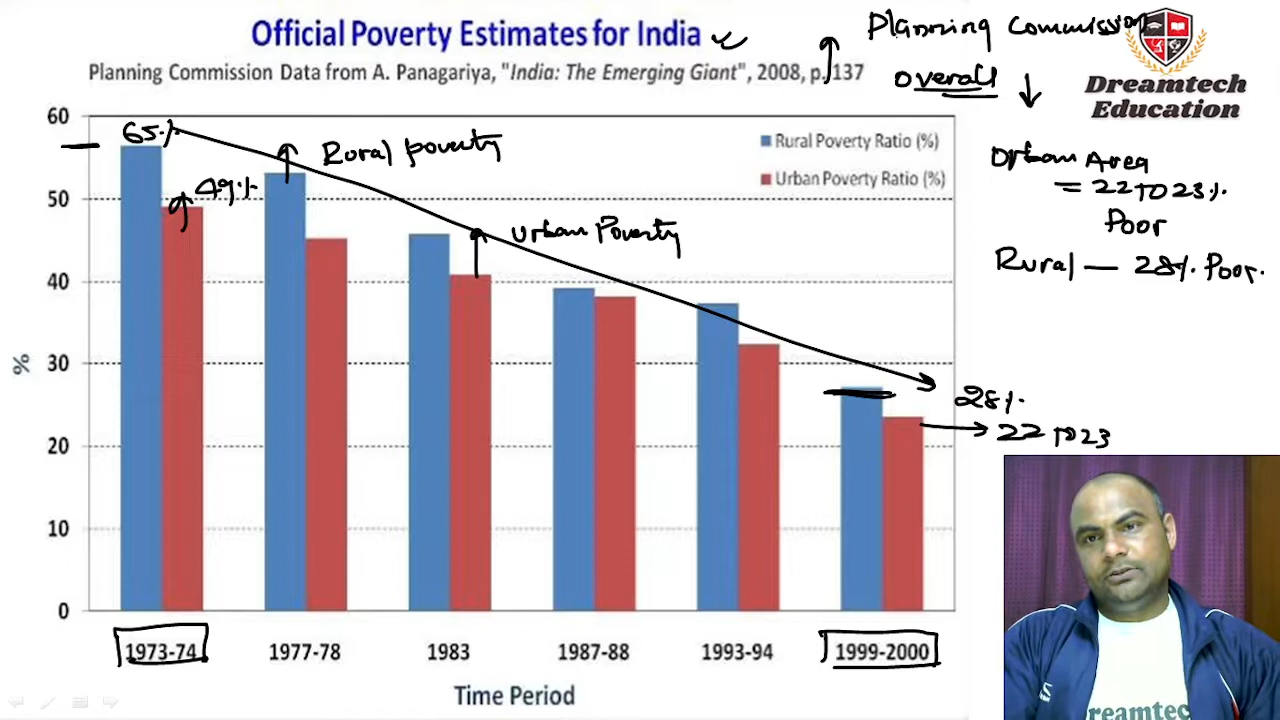 Official Poverty Estimates for India
Planning Commission
Planning Commission Data from A. Panagariya, "India: The Emerging Giant", 2008, p. 137
overall
Dreamtech
Education
60
65%
Rural poverty
Rural Poverty Ratio (%)
Urban Area
= 22 TO 23%
Poor
Urban Poverty Ratio (%)
49%
50
Urban Poverty
Rural — 28% Poor.
40
30
%
28%
22 TO 23
20
10
0
1973-74 1977-78 1983 1987-88 1993-94 1999-2000
Time Period
reamtec